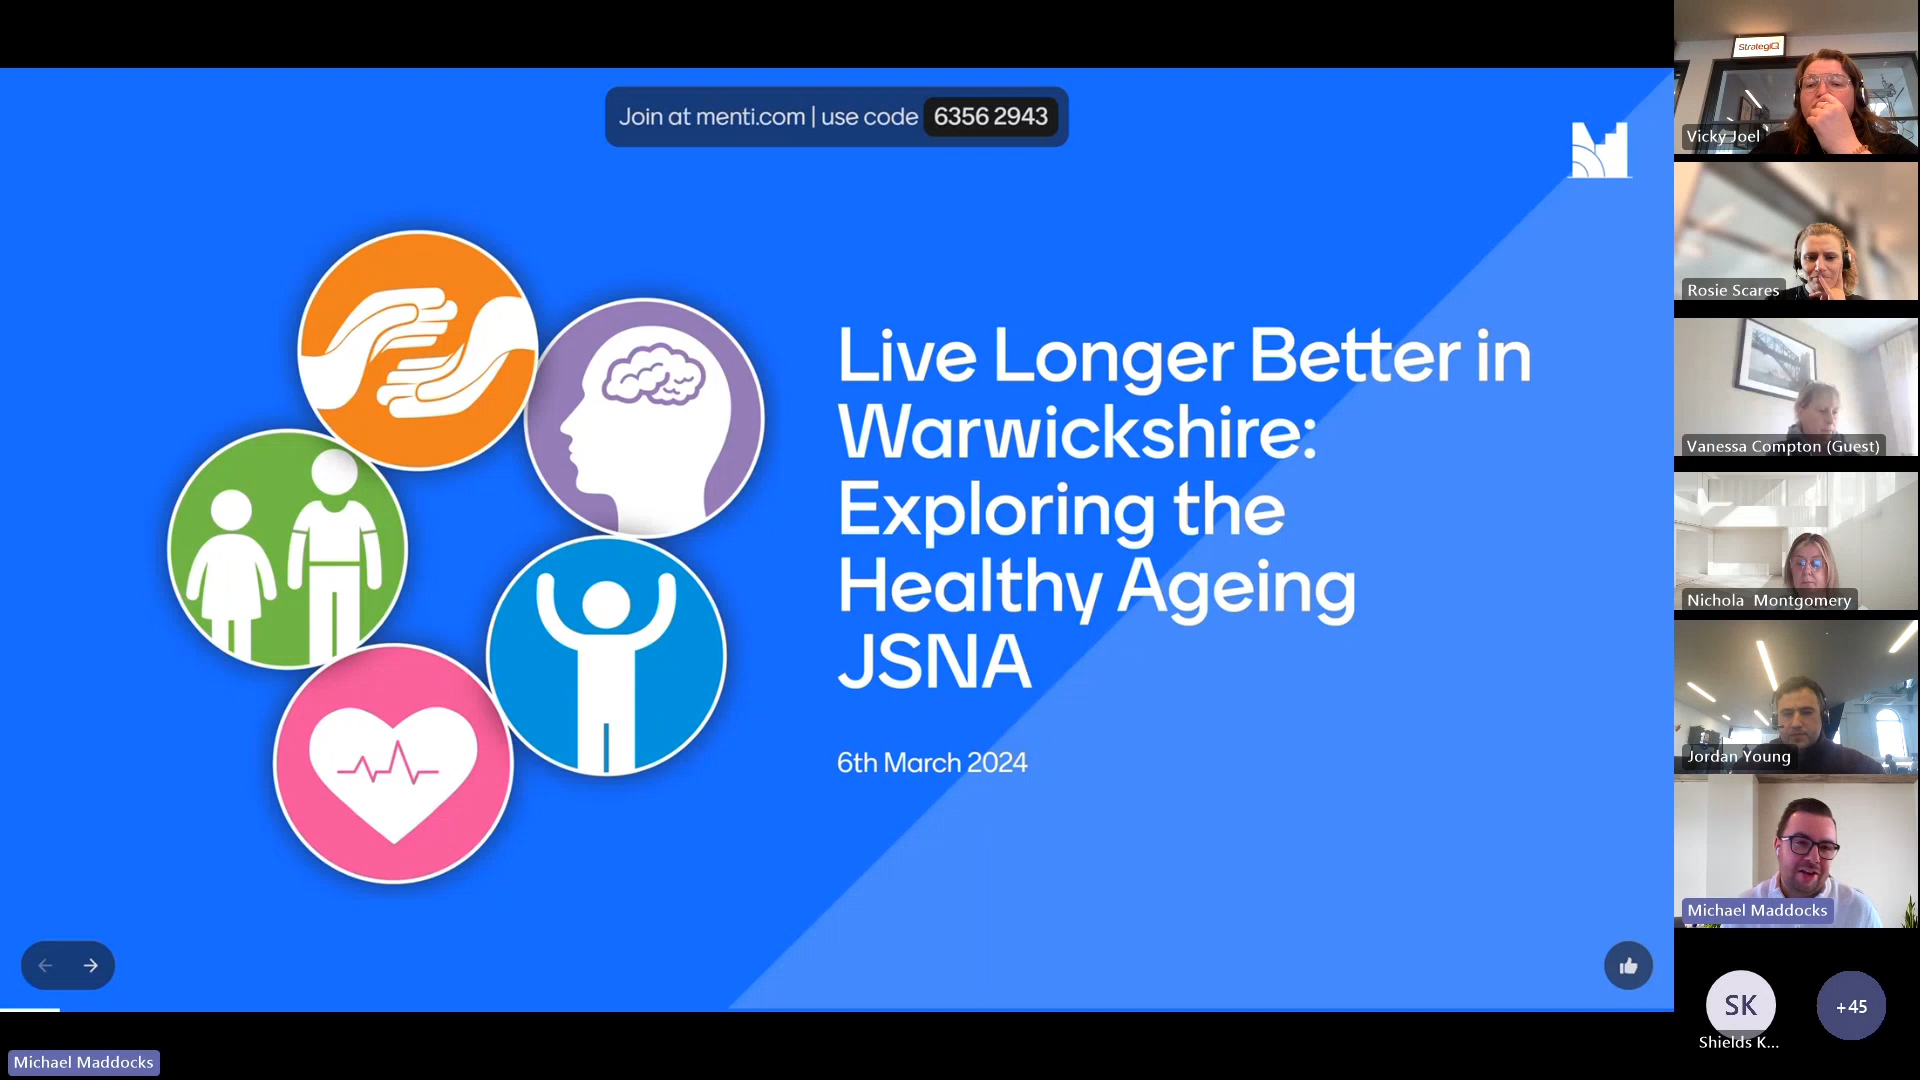 Join at menti.com | use code 6356 2943
Live Longer Better in
Warwickshire:
Exploring the
Healthy Ageing
JSNA
6th March 2024
Michael Maddocks
StrategiQ
Vicky Joel
Rosie Scares
Vanessa Compton (Guest)
Nichola Montgomery
Jordan Young
Michael Maddocks
SK
Shields K...
+45